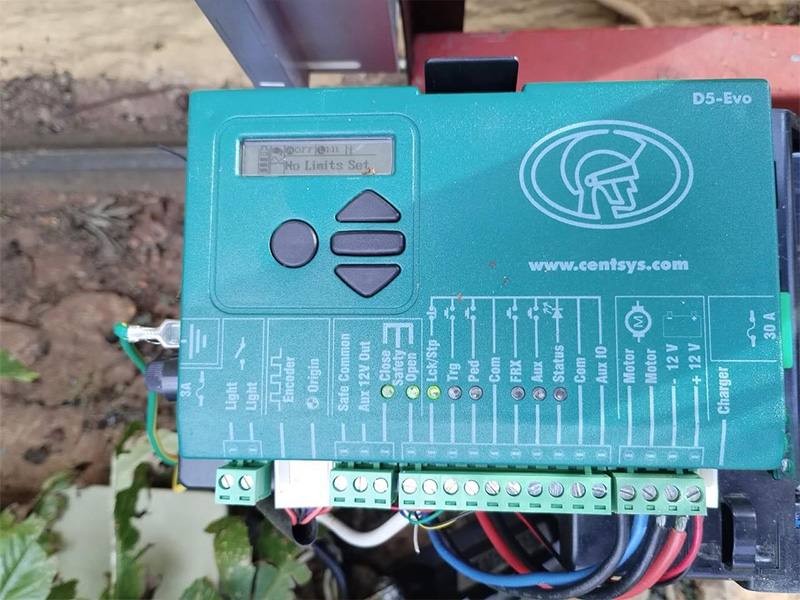 D5-Evo
No Limits Set
www.centsys.com
3A
Light
Light
Encoder
Origin
Safe Common
Aux 12V Out
Close
Safety
Open
Lck/Stp
Trg
Ped
Com
FRX
Aux
Status
Com
Aux IO
M
Motor
Motor
- 12 V
+ 12 V
Charger
30 A